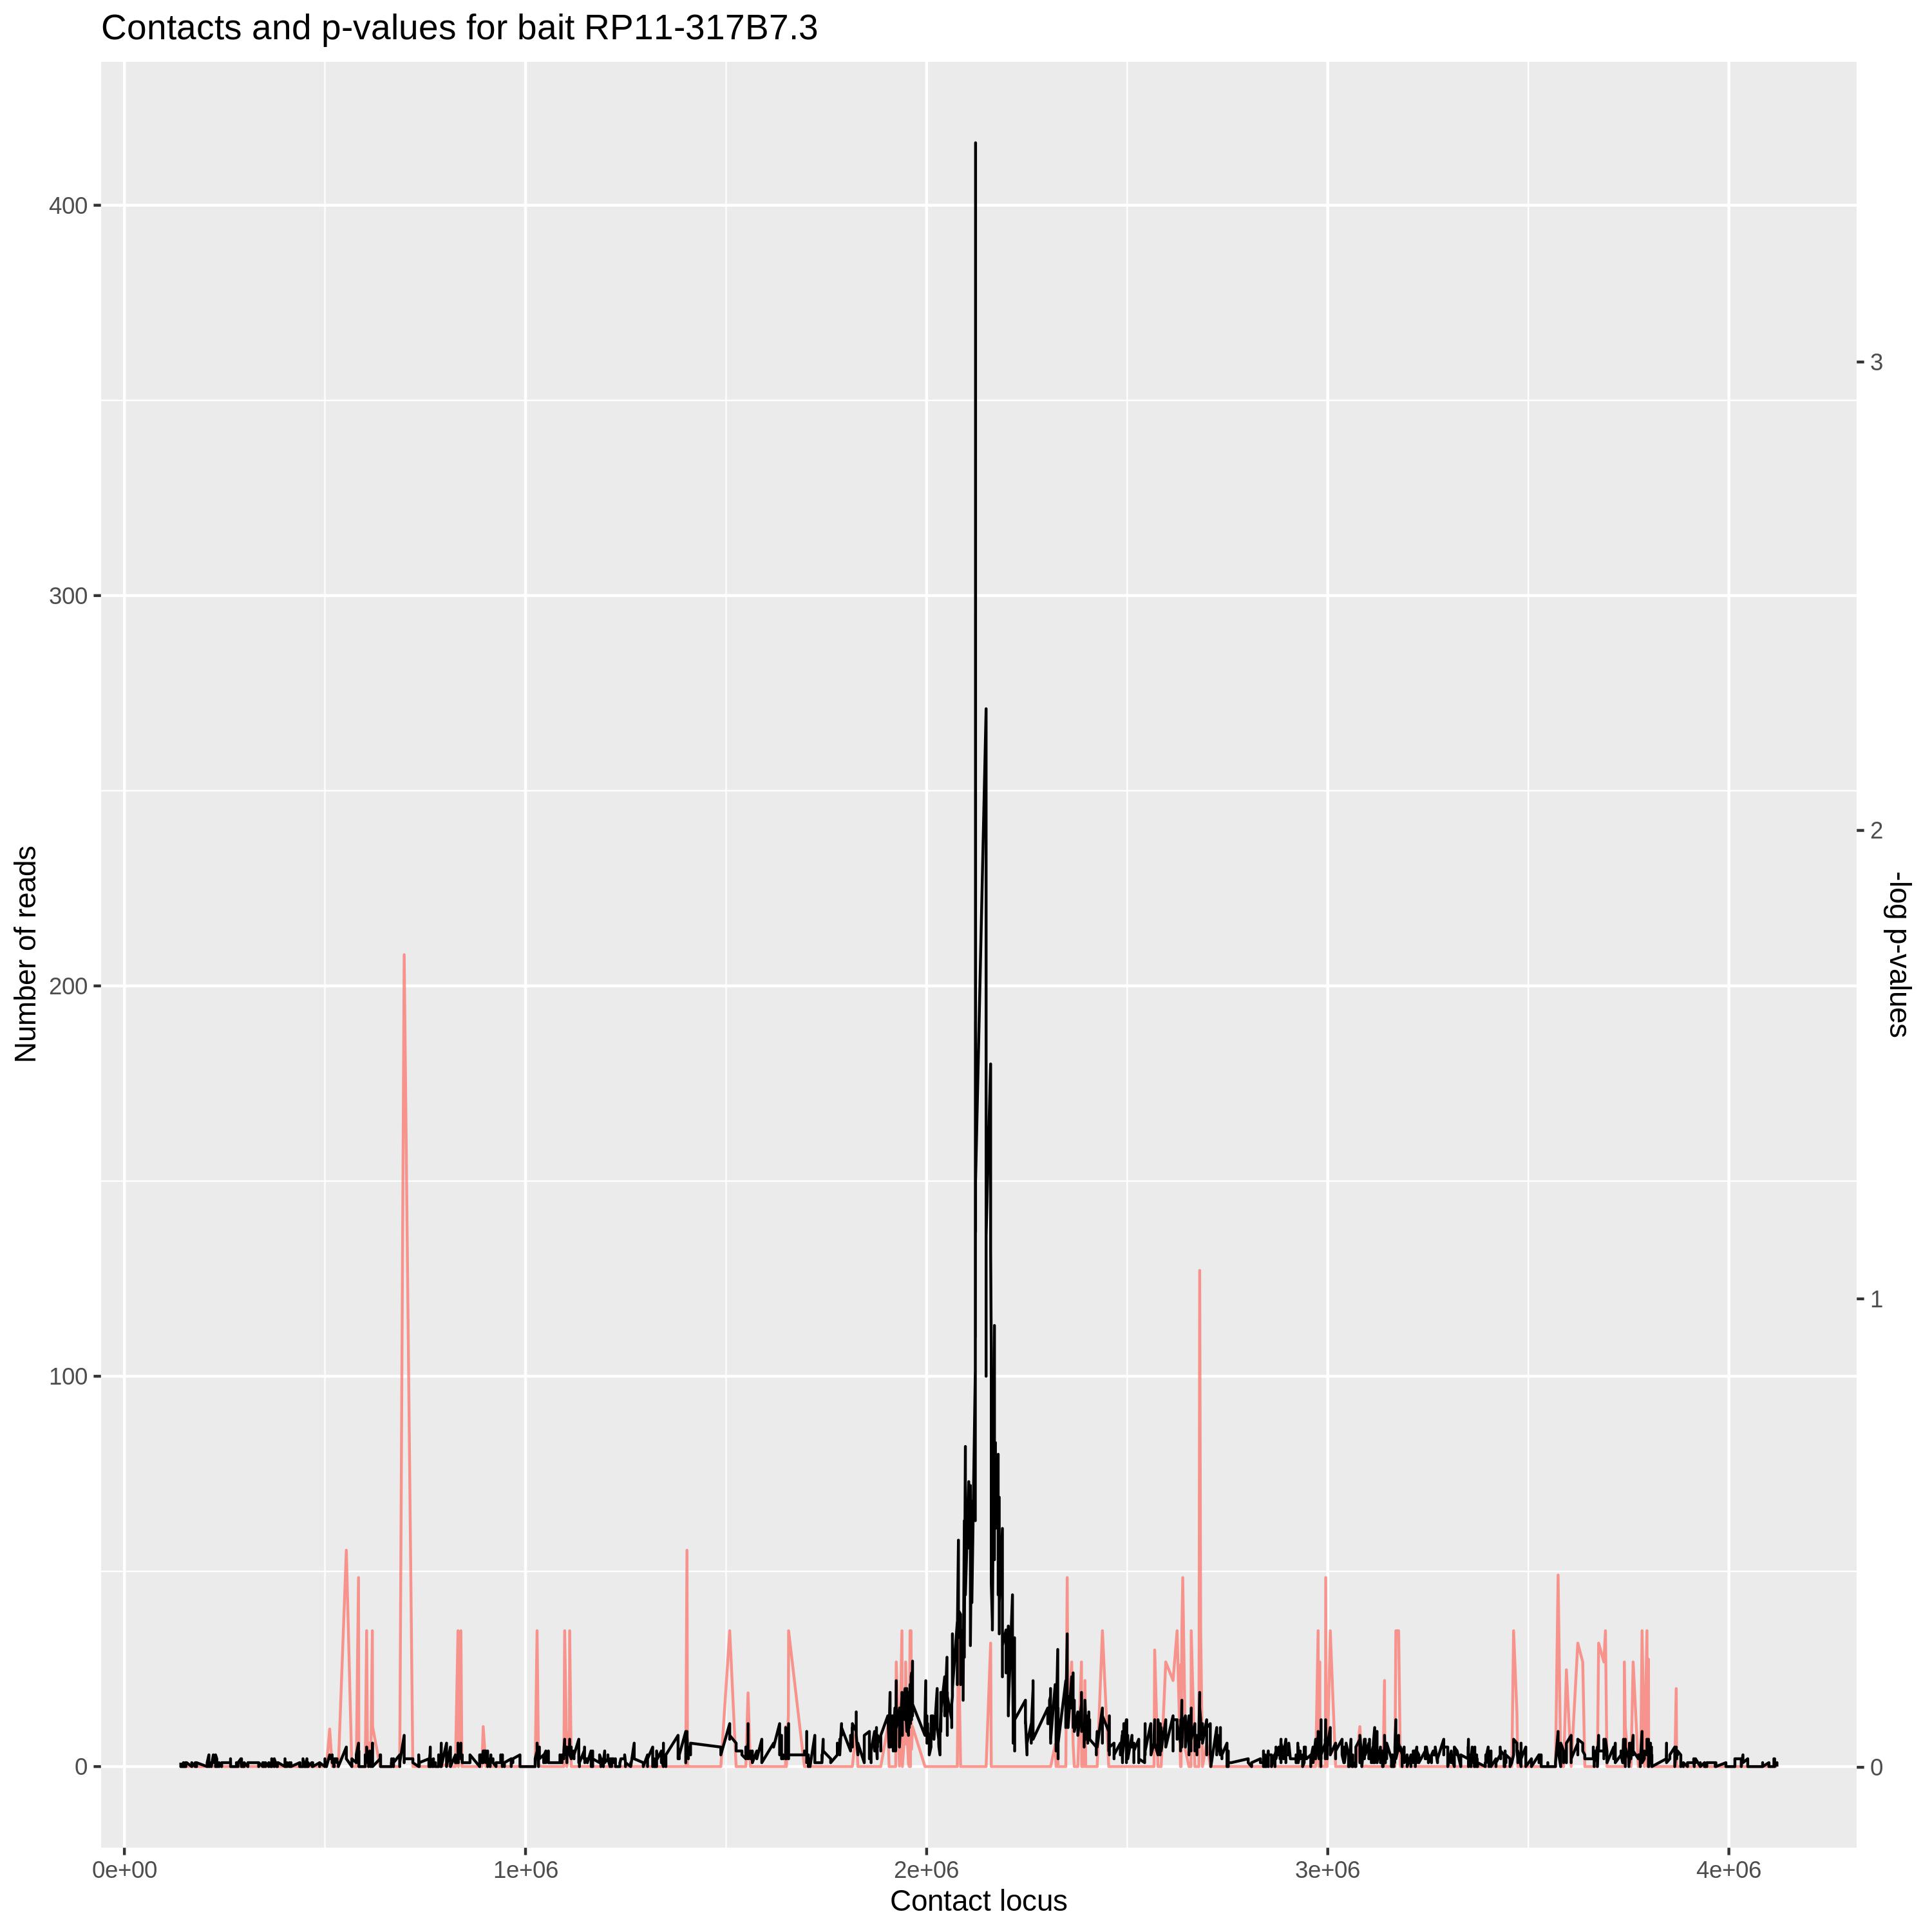 Contacts and p-values for bait RP11-317B7.3
Number of reads
400
300
200
100
0
3
2
1
0
-log p-values
0e+00
1e+06
2e+06
3e+06
4e+06
Contact locus